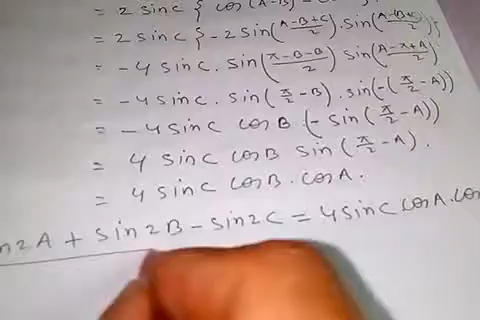 = 2 sinc { cos (A-B)
= 2 sinc { -2 sin(A-B+C/2). sin(A-B-C/2)}
= -4 sinc. sin(π-B-B/2) sin(A-π+A/2)
= -4 sinc. sin(π/2-B). sin(-(π/2-A))
= -4 sinc cosB.(-sin(π/2-A))
= 4 sinc cosB sin(π/2-A).
= 4 sinc cosB. cosA.
n2A + sin2B - sin2C = 4sinc cosA.cos